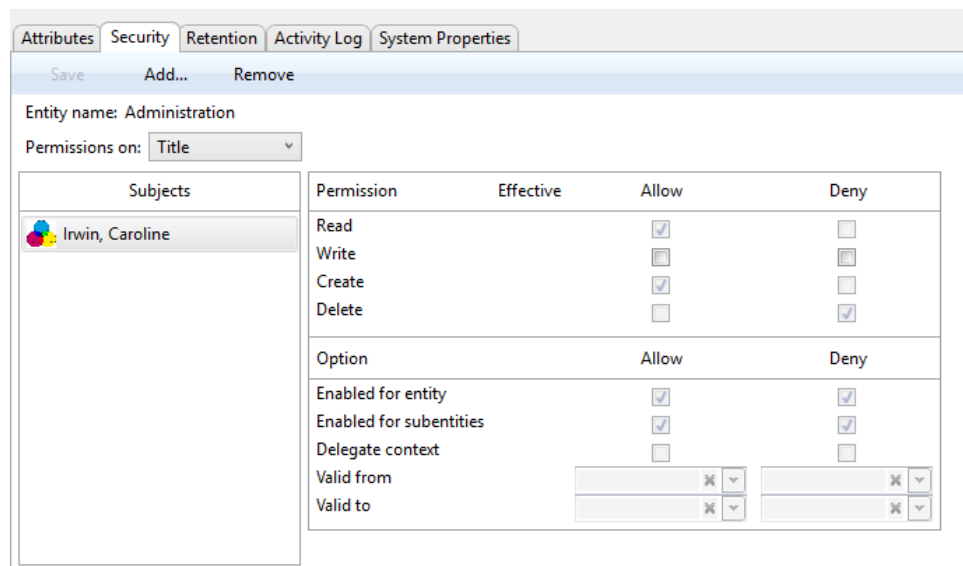 Attributes Security Retention Activity Log System Properties
Save Add... Remove
Entity name: Administration
Permissions on: Title
Subjects Permission Effective Allow Deny
Irwin, Caroline
Read
Write
Create
Delete
Option Allow Deny
Enabled for entity
Enabled for subentities
Delegate context
Valid from
Valid to